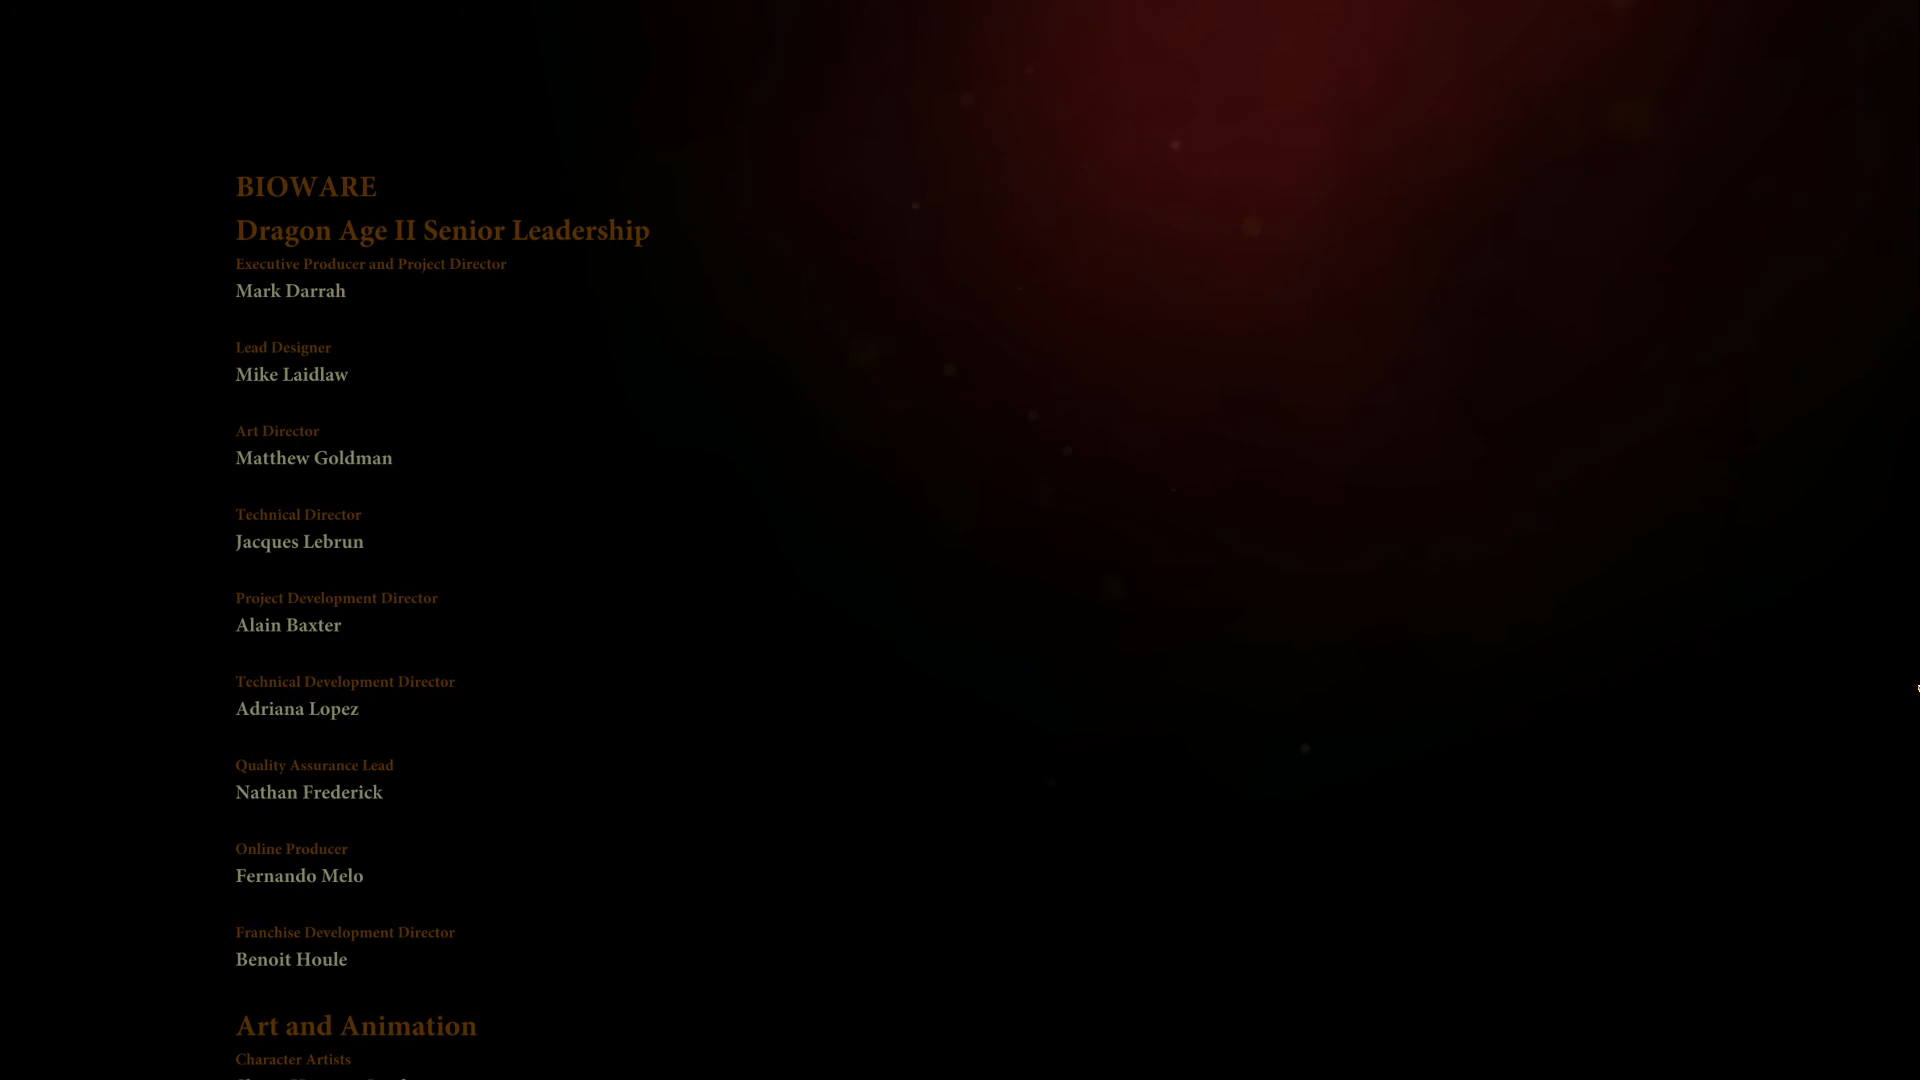 BIOWARE
Dragon Age II Senior Leadership
Executive Producer and Project Director
Mark Darrah
Lead Designer
Mike Laidlaw
Art Director
Matthew Goldman
Technical Director
Jacques Lebrun
Project Development Director
Alain Baxter
Technical Development Director
Adriana Lopez
Quality Assurance Lead
Nathan Frederick
Online Producer
Fernando Melo
Franchise Development Director
Benoit Houle
Art and Animation
Character Artists